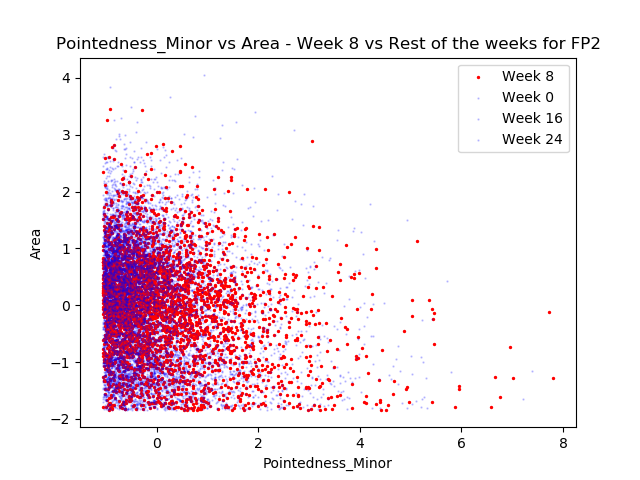 Pointedness_Minor vs Area - Week 8 vs Rest of the weeks for FP2
Week 8
Week 0
Week 16
Week 24
4
3
2
1
0
−1
−2
Area
0
2
4
6
8
Pointedness_Minor